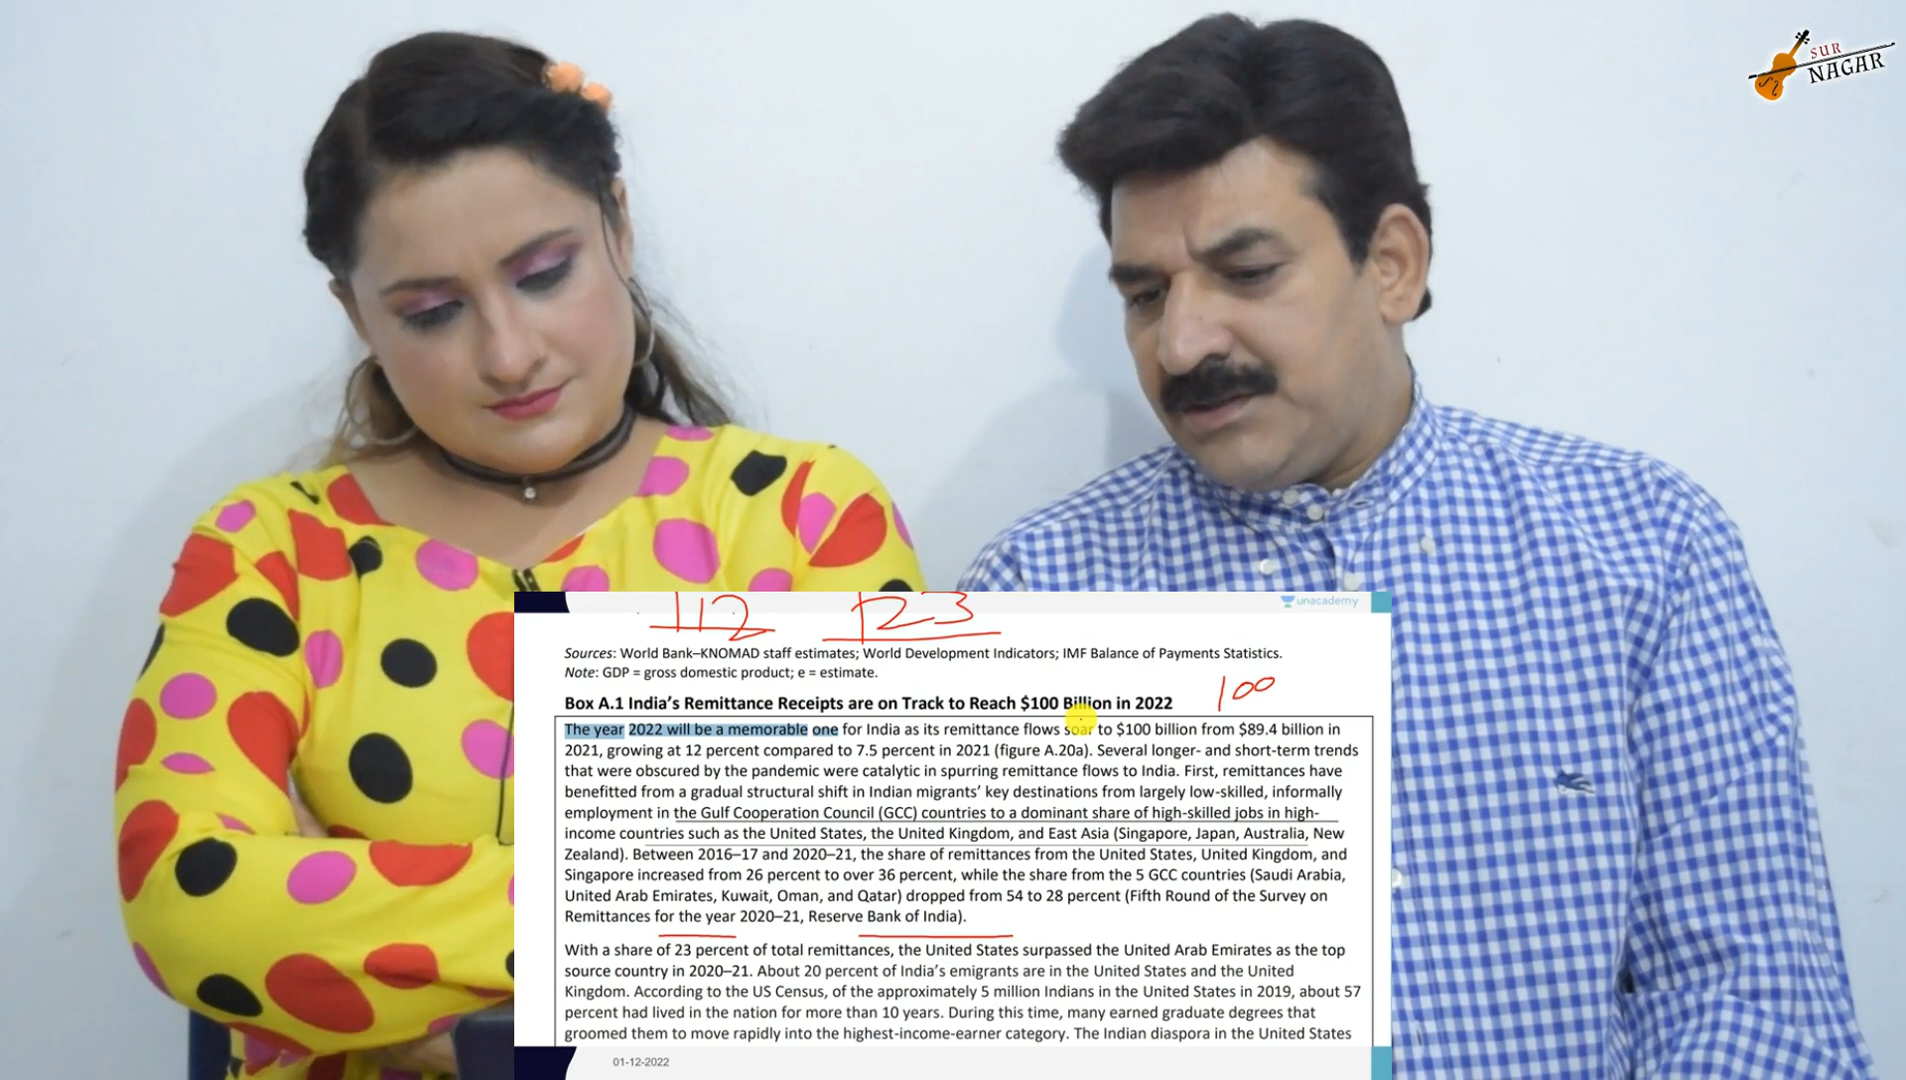 SUR
NAGAR
112 123
unacademy
Sources: World Bank–KNOMAD staff estimates; World Development Indicators; IMF Balance of Payments Statistics.
Note: GDP = gross domestic product; e = estimate.
100
Box A.1 India’s Remittance Receipts are on Track to Reach $100 Billion in 2022
The year 2022 will be a memorable one for India as its remittance flows soar to $100 billion from $89.4 billion in
2021, growing at 12 percent compared to 7.5 percent in 2021 (figure A.20a). Several longer- and short-term trends
that were obscured by the pandemic were catalytic in spurring remittance flows to India. First, remittances have
benefitted from a gradual structural shift in Indian migrants’ key destinations from largely low-skilled, informally
employment in the Gulf Cooperation Council (GCC) countries to a dominant share of high-skilled jobs in high-
income countries such as the United States, the United Kingdom, and East Asia (Singapore, Japan, Australia, New
Zealand). Between 2016–17 and 2020–21, the share of remittances from the United States, United Kingdom, and
Singapore increased from 26 percent to over 36 percent, while the share from the 5 GCC countries (Saudi Arabia,
United Arab Emirates, Kuwait, Oman, and Qatar) dropped from 54 to 28 percent (Fifth Round of the Survey on
Remittances for the year 2020–21, Reserve Bank of India).
With a share of 23 percent of total remittances, the United States surpassed the United Arab Emirates as the top
source country in 2020–21. About 20 percent of India’s emigrants are in the United States and the United
Kingdom. According to the US Census, of the approximately 5 million Indians in the United States in 2019, about 57
percent had lived in the nation for more than 10 years. During this time, many earned graduate degrees that
groomed them to move rapidly into the highest-income-earner category. The Indian diaspora in the United States
01-12-2022